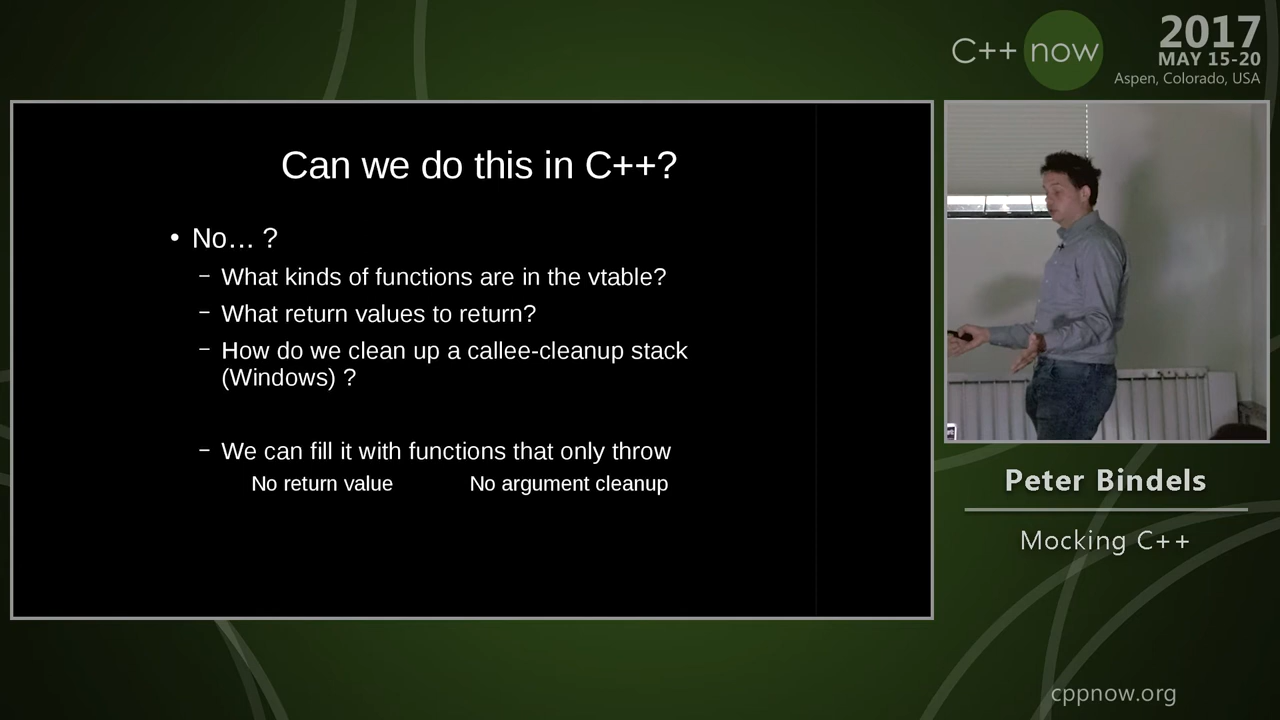 C++ now
2017
MAY 15-20
Aspen, Colorado, USA
Can we do this in C++?
• No… ?
– What kinds of functions are in the vtable?
– What return values to return?
– How do we clean up a callee-cleanup stack
(Windows) ?
– We can fill it with functions that only throw
No return value No argument cleanup
Peter Bindels
Mocking C++
cppnow.org